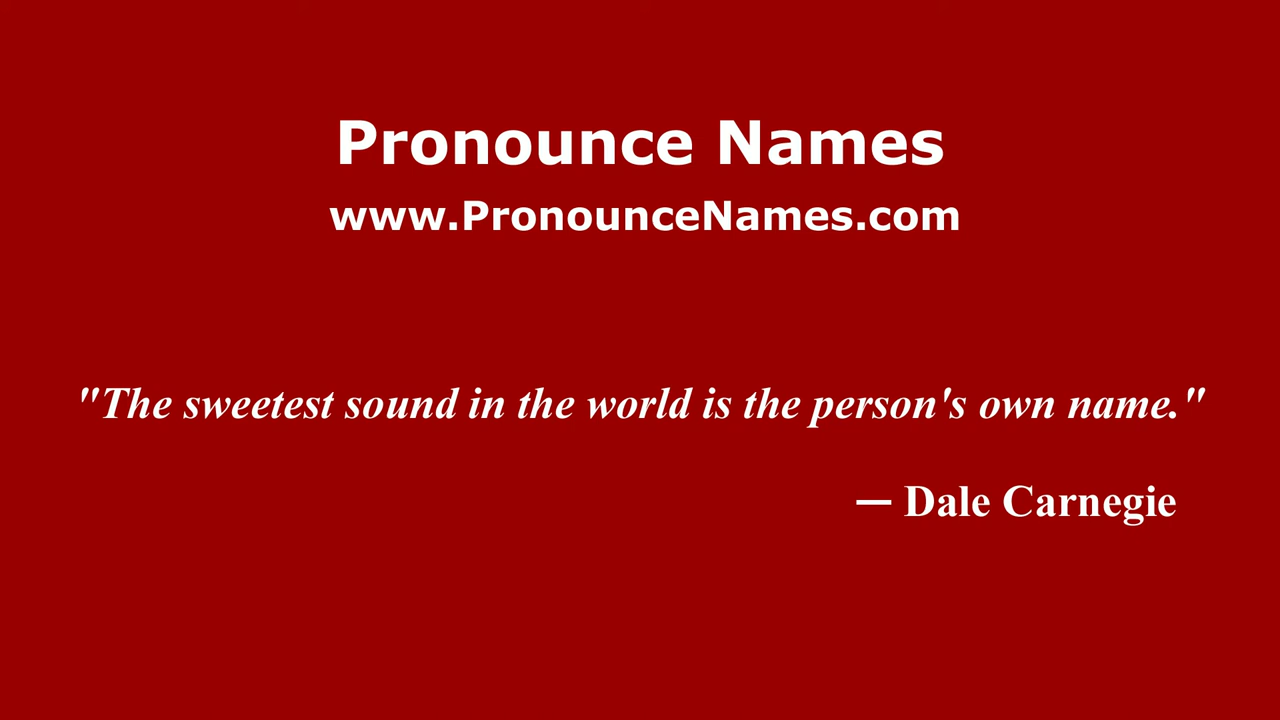 Pronounce Names
www.PronounceNames.com
"The sweetest sound in the world is the person's own name."
— Dale Carnegie